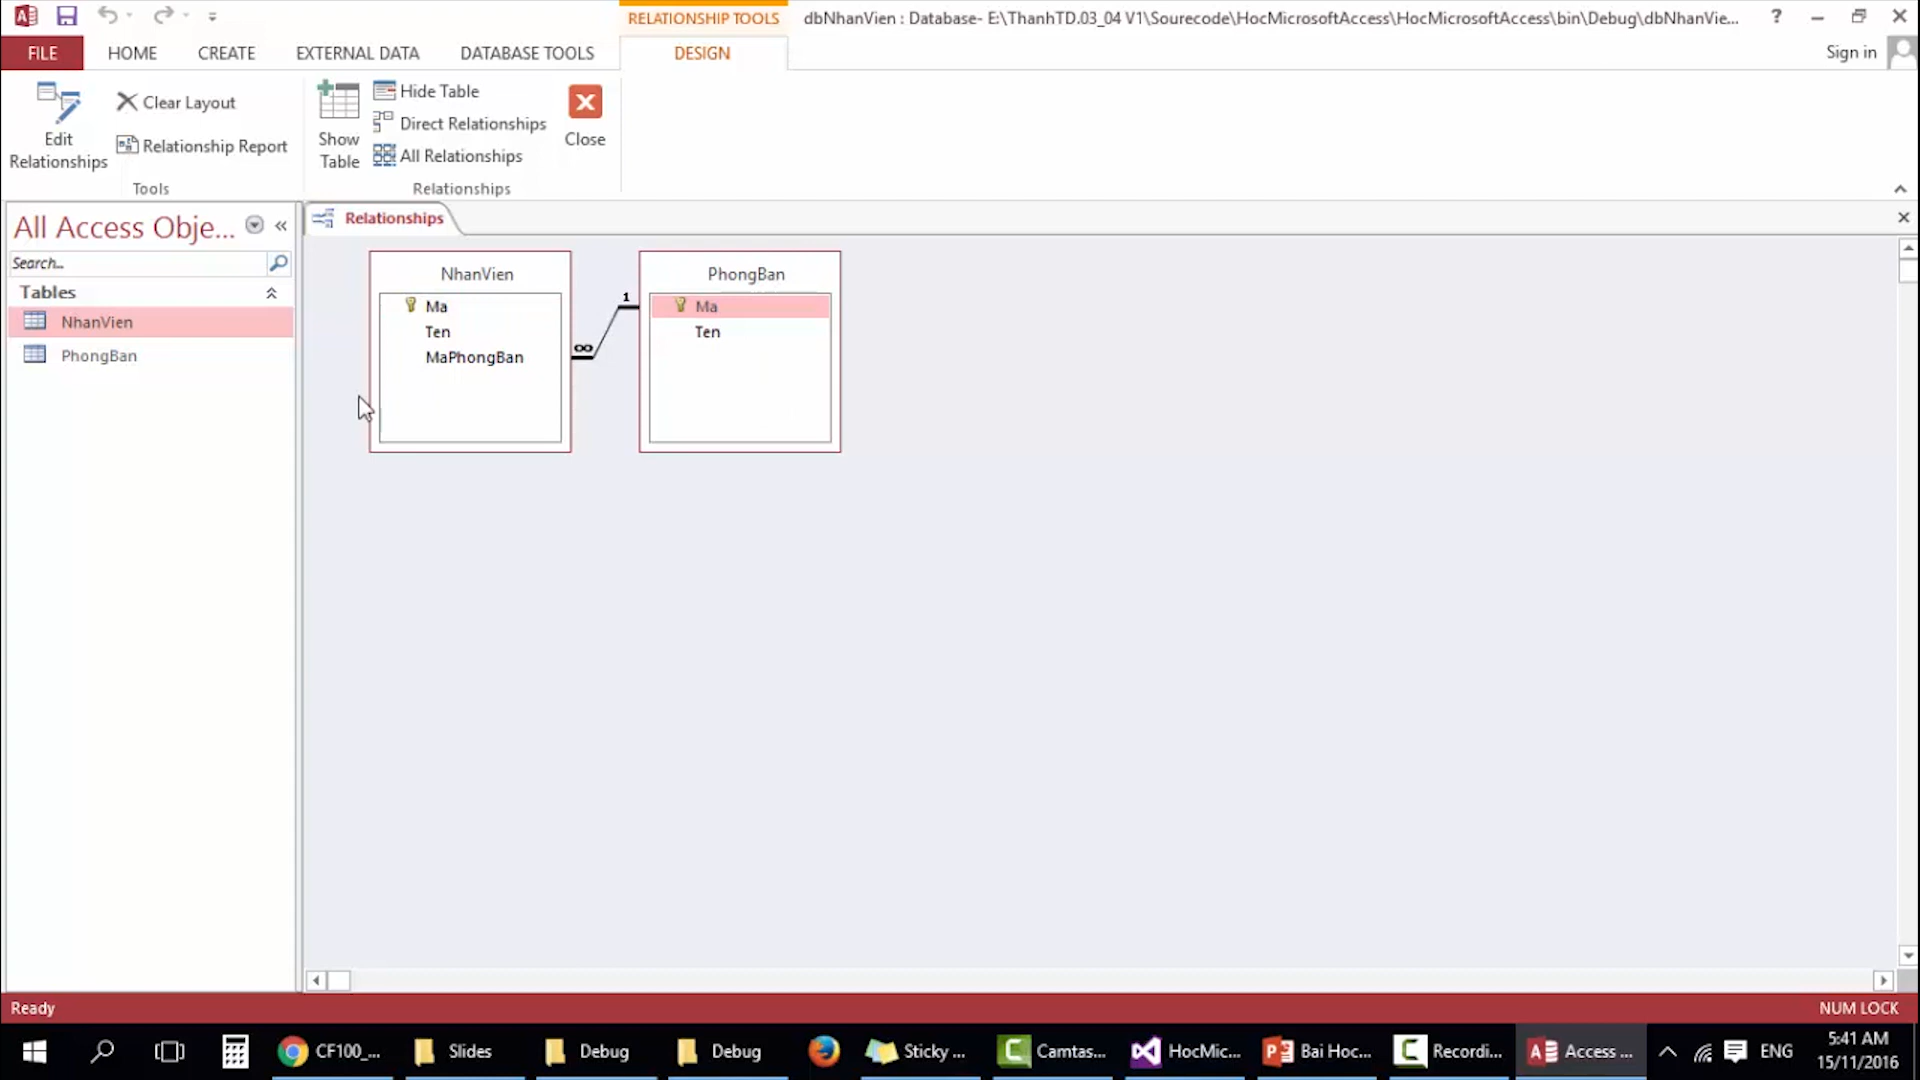 RELATIONSHIP TOOLS
dbNhanVien : Database- E:\ThanhTD.03_04 V1\Sourecode\HocMicrosoftAccess\HocMicrosoftAccess\bin\Debug\dbNhanVie...
?
FILE
HOME
CREATE
EXTERNAL DATA
DATABASE TOOLS
DESIGN
Sign in
Edit Relationships
Clear Layout
Relationship Report
Tools
Show Table
Hide Table
Direct Relationships
All Relationships
Close
Relationships
All Access Obje...
Search...
Tables
NhanVien
PhongBan
Relationships
NhanVien
Ma
Ten
MaPhongBan
∞
1
PhongBan
Ma
Ten
Ready
NUM LOCK
CF100_...
Slides
Debug
Debug
Sticky ...
Camtas...
HocMic...
Bai Hoc...
Recordi...
Access ...
ENG
5:41 AM
15/11/2016